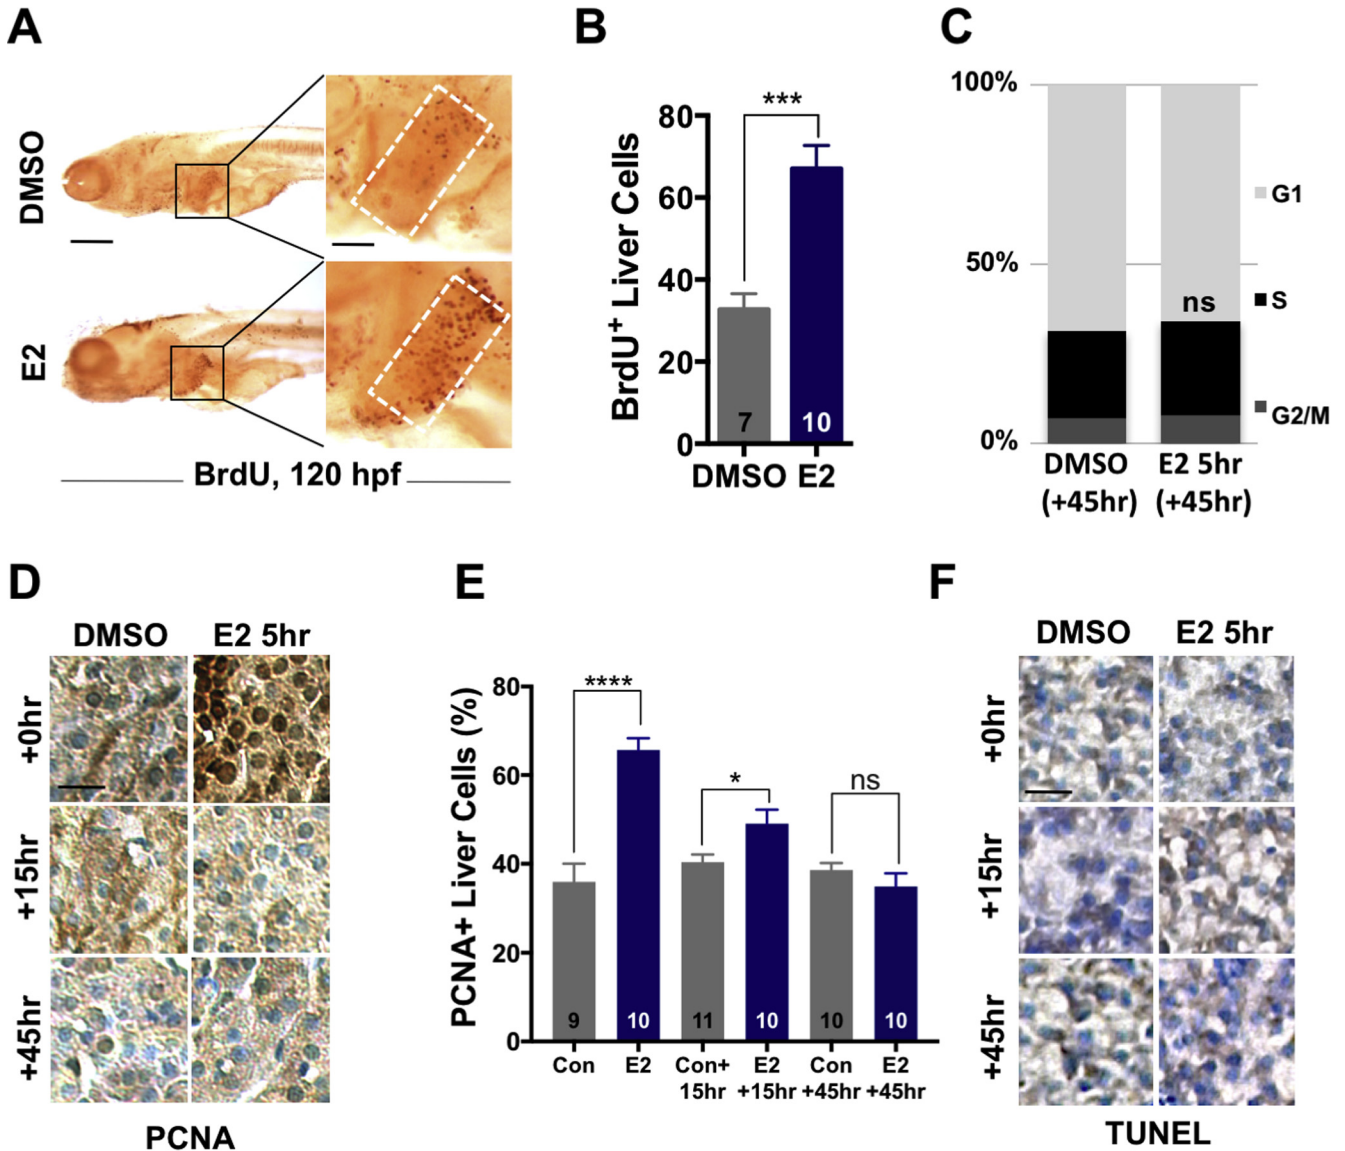 A
DMSO
E2
BrdU, 120 hpf
B
***
BrdU+ Liver Cells
80
60
40
20
0
7
10
DMSO E2
C
100%
50%
0%
ns
G1
S
G2/M
DMSO
(+45hr)
E2 5hr
(+45hr)
D
DMSO E2 5hr
+0hr
+15hr
+45hr
PCNA
E
PCNA+ Liver Cells (%)
80
60
40
20
0
****
*
ns
9
10
11
10
10
10
Con
E2
Con+
15hr
E2
+15hr
Con
+45hr
E2
+45hr
F
DMSO E2 5hr
+0hr
+15hr
+45hr
TUNEL